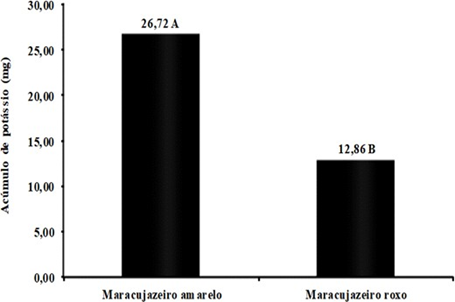 Acúmulo de potássio (mg)
30,00
25,00
20,00
15,00
10,00
5,00
0,00
26,72 A
12,86 B
Maracujazeiro amarelo
Maracujazeiro roxo